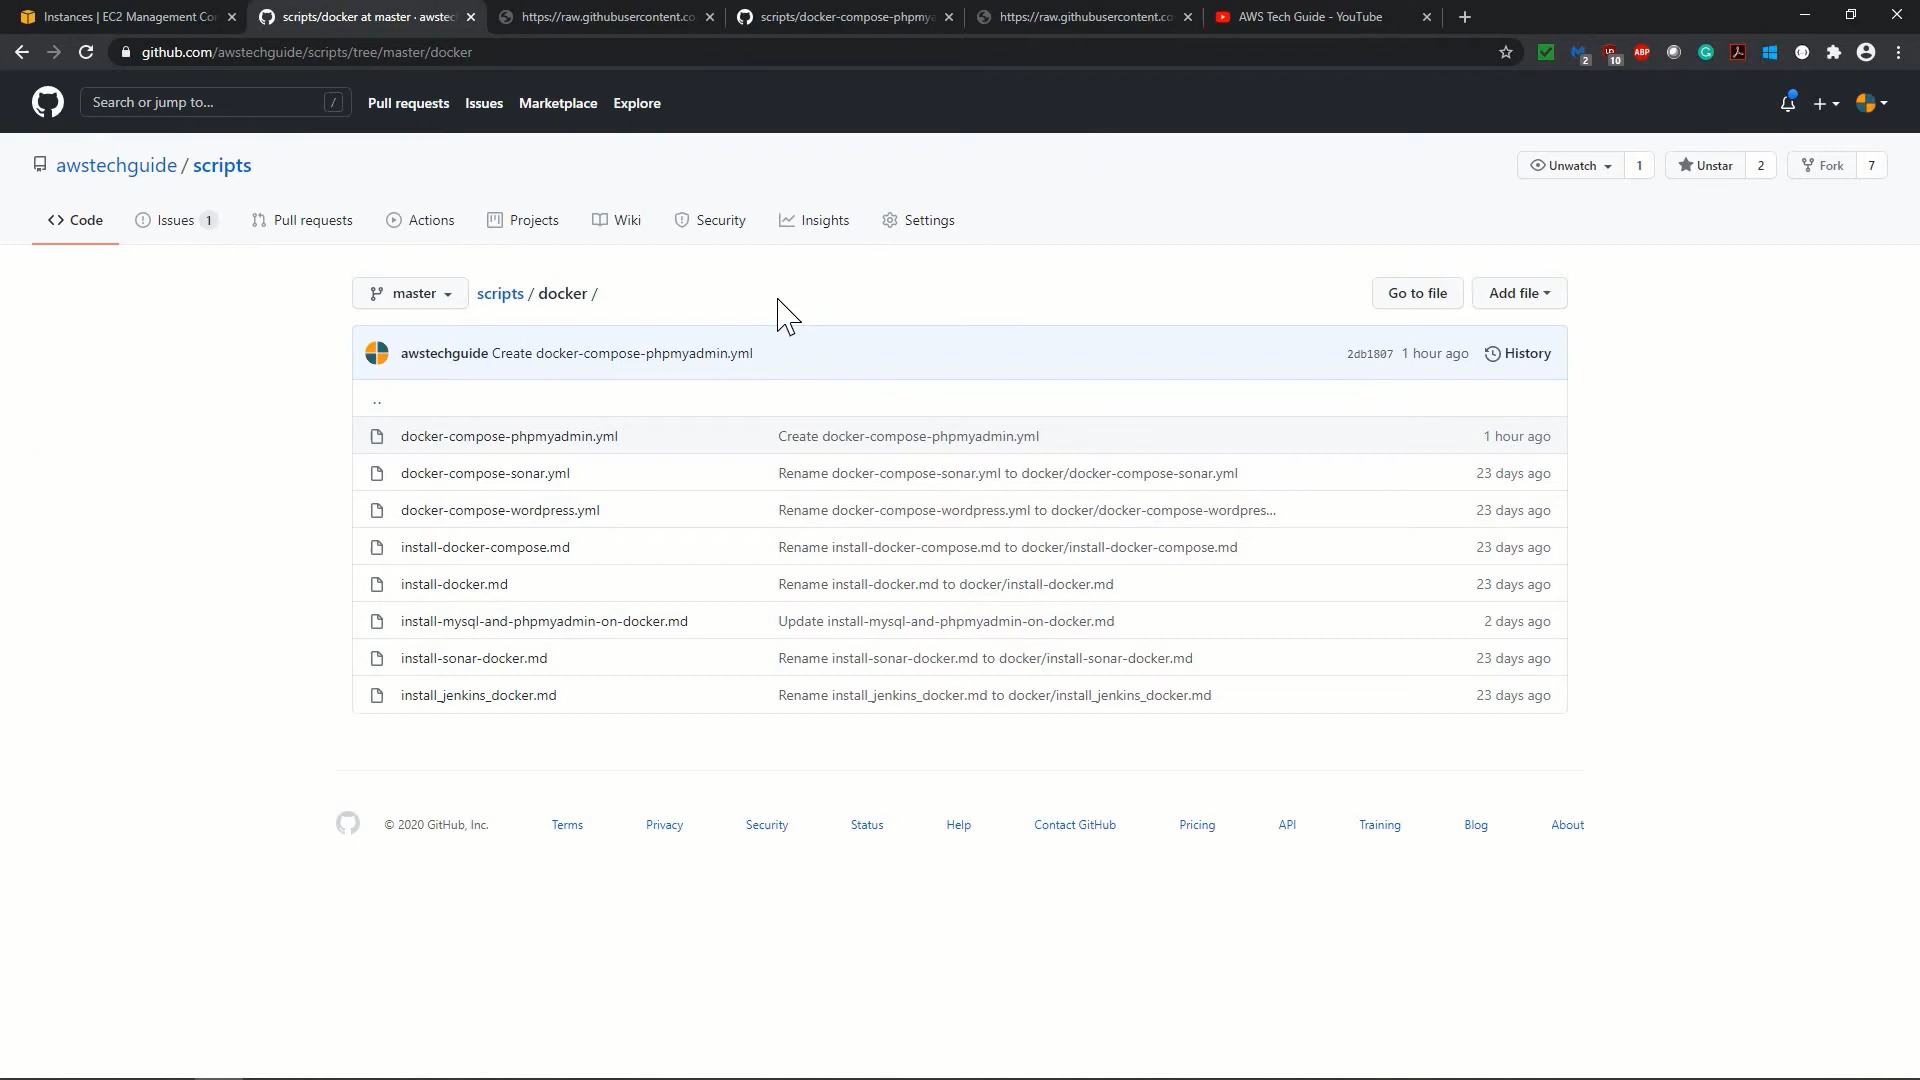 Instances | EC2 Management Co
scripts/docker at master · awstec
https://raw.githubusercontent.co
scripts/docker-compose-phpmya
https://raw.githubusercontent.co
AWS Tech Guide - YouTube
github.com/awstechguide/scripts/tree/master/docker
2
10
ABP
Search or jump to...
/
Pull requests
Issues
Marketplace
Explore
awstechguide / scripts
Unwatch
1
Unstar
2
Fork
7
Code
Issues 1
Pull requests
Actions
Projects
Wiki
Security
Insights
Settings
master
scripts / docker /
Go to file
Add file
awstechguide Create docker-compose-phpmyadmin.yml
2db1807 1 hour ago
History
..
docker-compose-phpmyadmin.yml Create docker-compose-phpmyadmin.yml 1 hour ago
docker-compose-sonar.yml Rename docker-compose-sonar.yml to docker/docker-compose-sonar.yml 23 days ago
docker-compose-wordpress.yml Rename docker-compose-wordpress.yml to docker/docker-compose-wordpres... 23 days ago
install-docker-compose.md Rename install-docker-compose.md to docker/install-docker-compose.md 23 days ago
install-docker.md Rename install-docker.md to docker/install-docker.md 23 days ago
install-mysql-and-phpmyadmin-on-docker.md Update install-mysql-and-phpmyadmin-on-docker.md 2 days ago
install-sonar-docker.md Rename install-sonar-docker.md to docker/install-sonar-docker.md 23 days ago
install_jenkins_docker.md Rename install_jenkins_docker.md to docker/install_jenkins_docker.md 23 days ago
© 2020 GitHub, Inc.
Terms
Privacy
Security
Status
Help
Contact GitHub
Pricing
API
Training
Blog
About